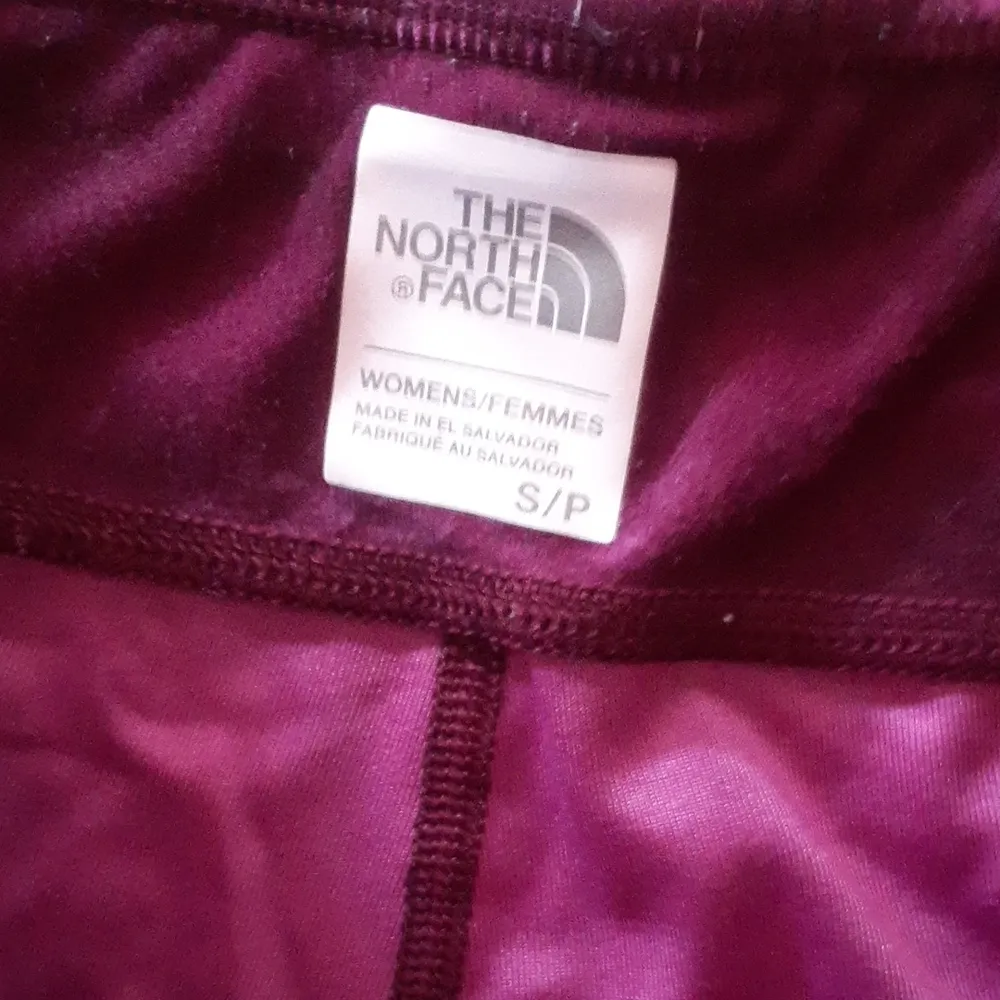 THE
NORTH
®FACE
WOMENS/FEMMES
MADE IN EL SALVADOR
FABRIQUÉ AU SALVADOR
S/P